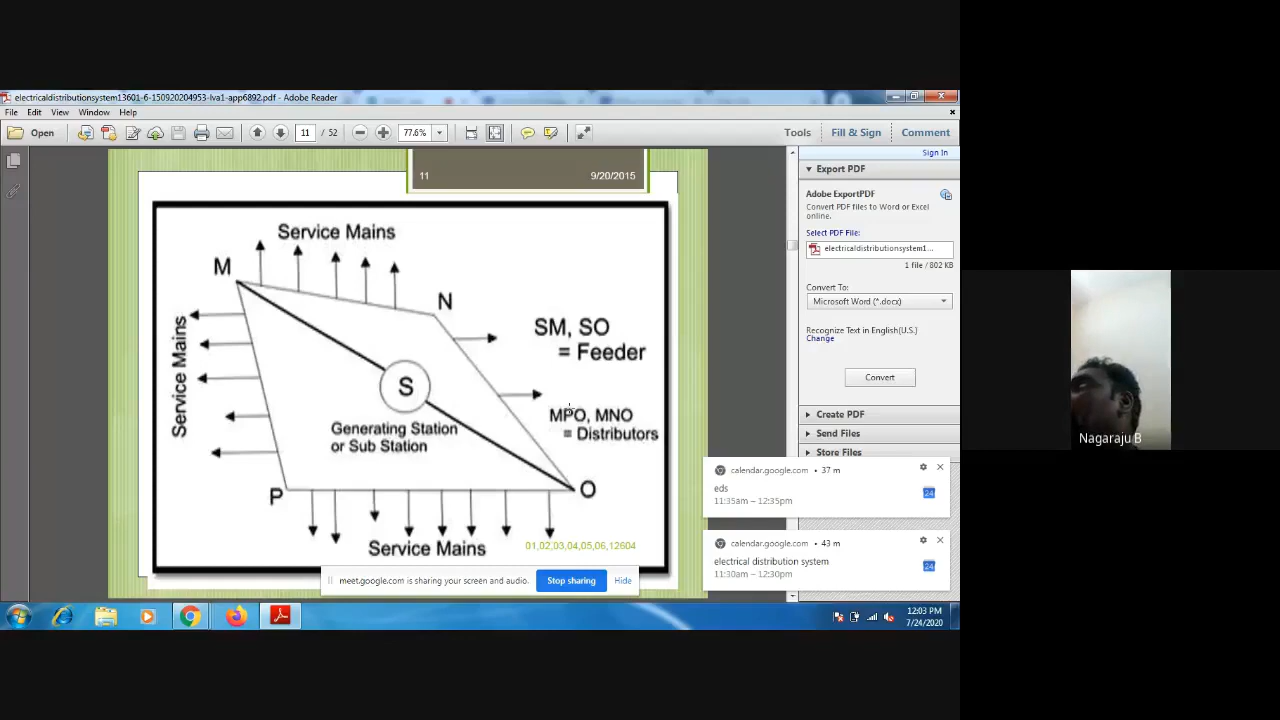 electricaldistributionsystem13601-6-150920204953-lva1-app6892.pdf - Adobe Reader
File Edit View Window Help
Open
11 / 52
77.6%
Tools Fill & Sign Comment
Sign In
Export PDF
Adobe ExportPDF
Convert PDF files to Word or Excel
online.
Select PDF File:
electricaldistributionsystem1...
1 file / 802 KB
Convert To:
Microsoft Word (*.docx)
Recognize Text in English(U.S.)
Change
Convert
Create PDF
Send Files
Store Files
11 9/20/2015
Service Mains
M
N
Service Mains
SM, SO
= Feeder
S
MPO, MNO
= Distributors
Generating Station
or Sub Station
P
O
Service Mains
01,02,03,04,05,06,12604
calendar.google.com • 37 m
eds
11:35am – 12:35pm
24
calendar.google.com • 43 m
electrical distribution system
11:30am – 12:30pm
24
meet.google.com is sharing your screen and audio.
Stop sharing
Hide
12:03 PM
7/24/2020
Nagaraju B